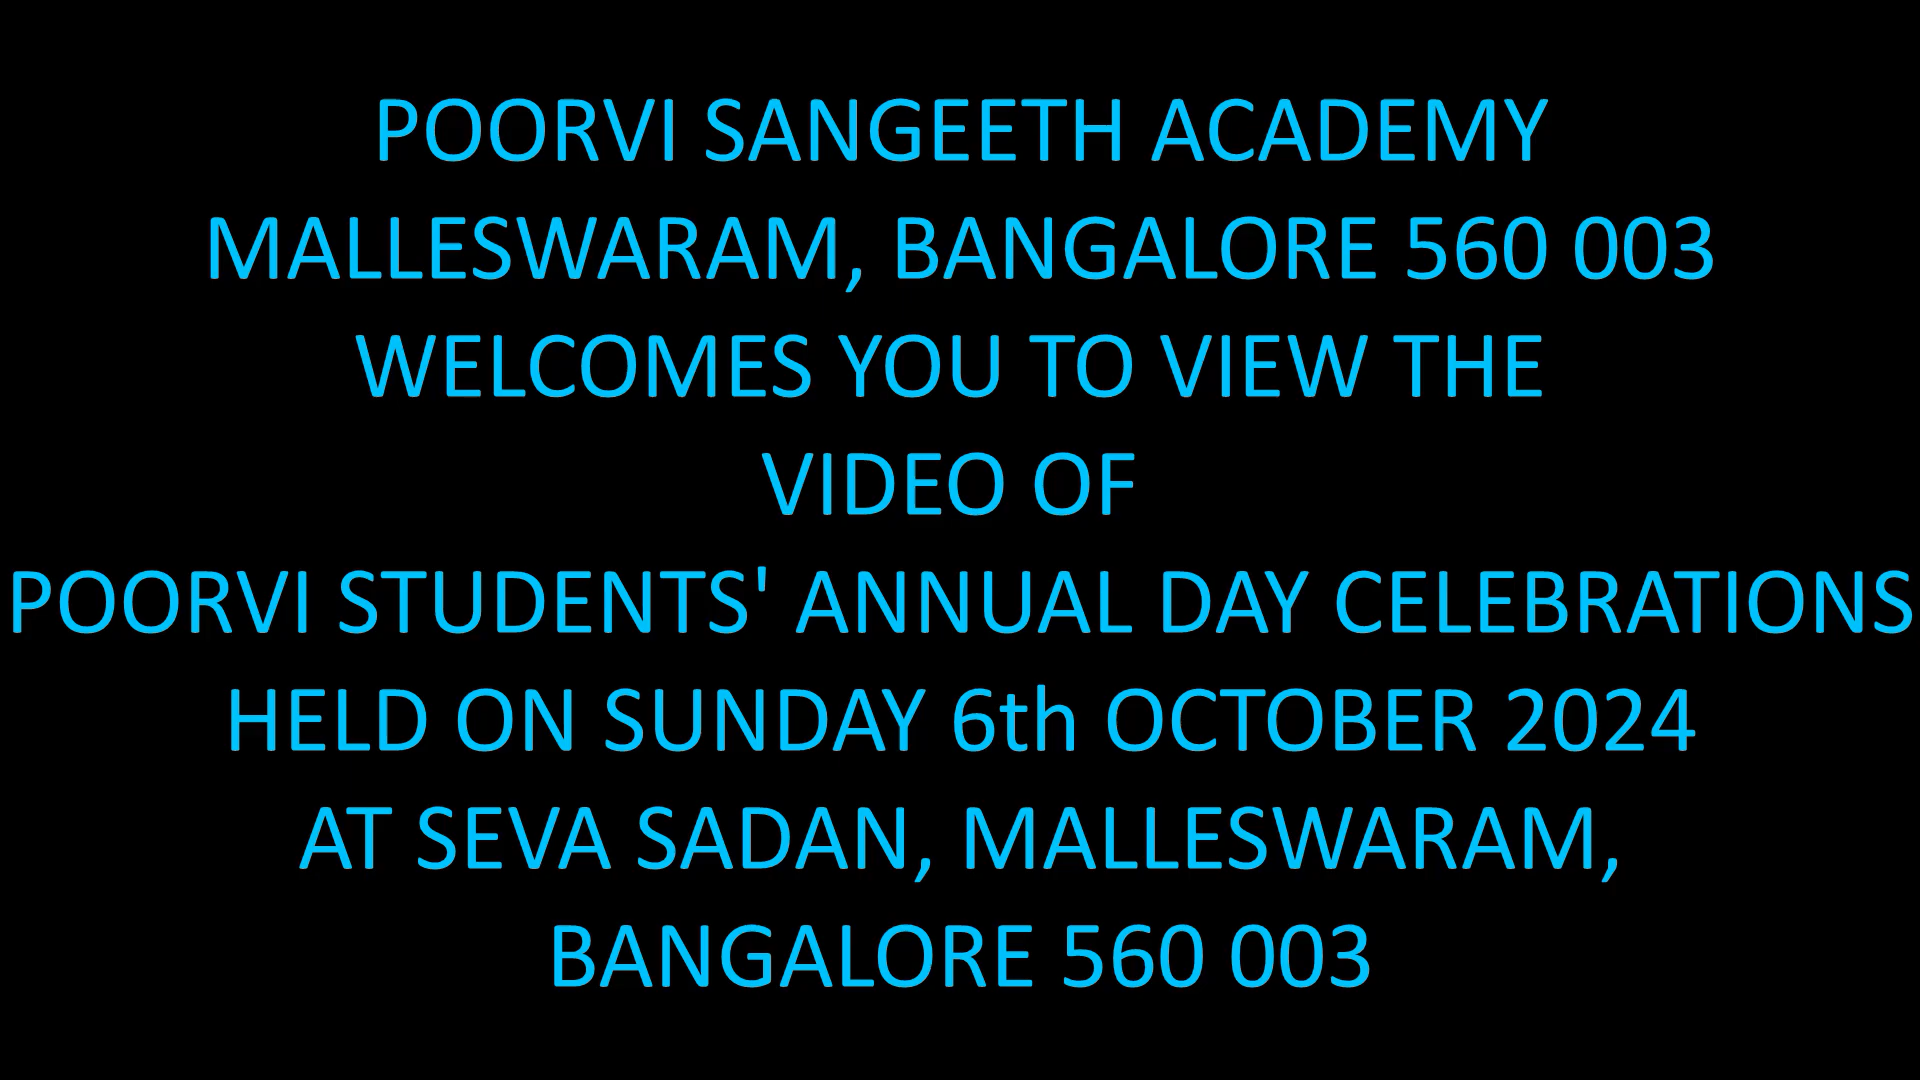 POORVI SANGEETH ACADEMY
MALLESWARAM, BANGALORE 560 003
WELCOMES YOU TO VIEW THE
VIDEO OF
POORVI STUDENTS' ANNUAL DAY CELEBRATIONS
HELD ON SUNDAY 6th OCTOBER 2024
AT SEVA SADAN, MALLESWARAM,
BANGALORE 560 003